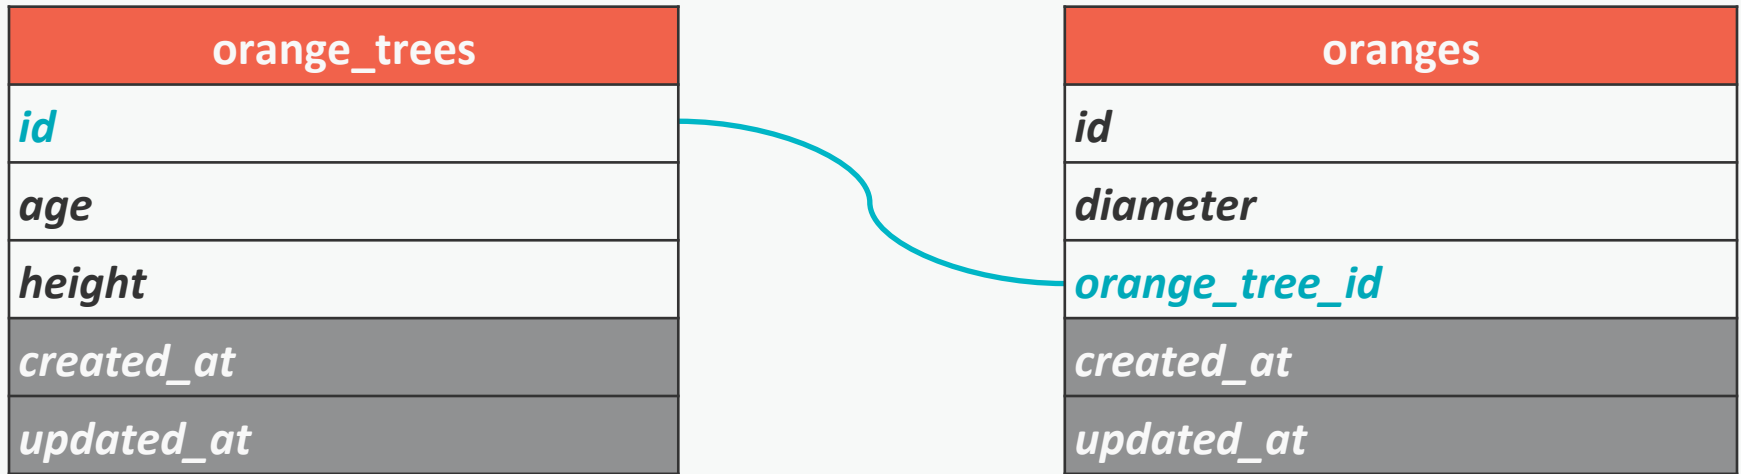 orange_trees
id
age
height
created_at
updated_at
oranges
id
diameter
orange_tree_id
created_at
updated_at